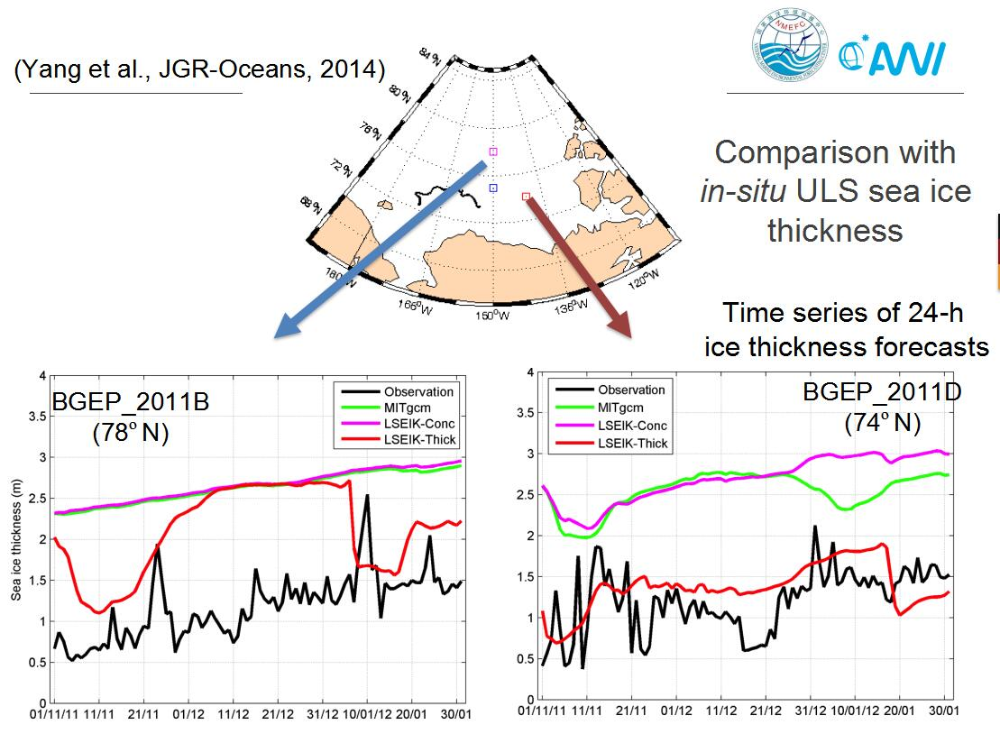 (Yang et al., JGR-Oceans, 2014)
NMEFC
AWI
84°N
80°N
76°N
72°N
68°N
180°W
165°W
150°W
135°W
120°W
Comparison with
in-situ ULS sea ice
thickness
Time series of 24-h
ice thickness forecasts
BGEP_2011B
(78° N)
Observation
MITgcm
LSEIK-Conc
LSEIK-Thick
Sea ice thickness (m)
4
3.5
3
2.5
2
1.5
1
0.5
0
01/11/11 11/11 21/11 01/12 11/12 21/12 31/12 10/01/12 20/01 30/01
BGEP_2011D
(74° N)
Observation
MITgcm
LSEIK-Conc
LSEIK-Thick
4
3.5
3
2.5
2
1.5
1
0.5
0
01/11/11 11/11 21/11 01/12 11/12 21/12 31/12 10/01/12 20/01 30/01